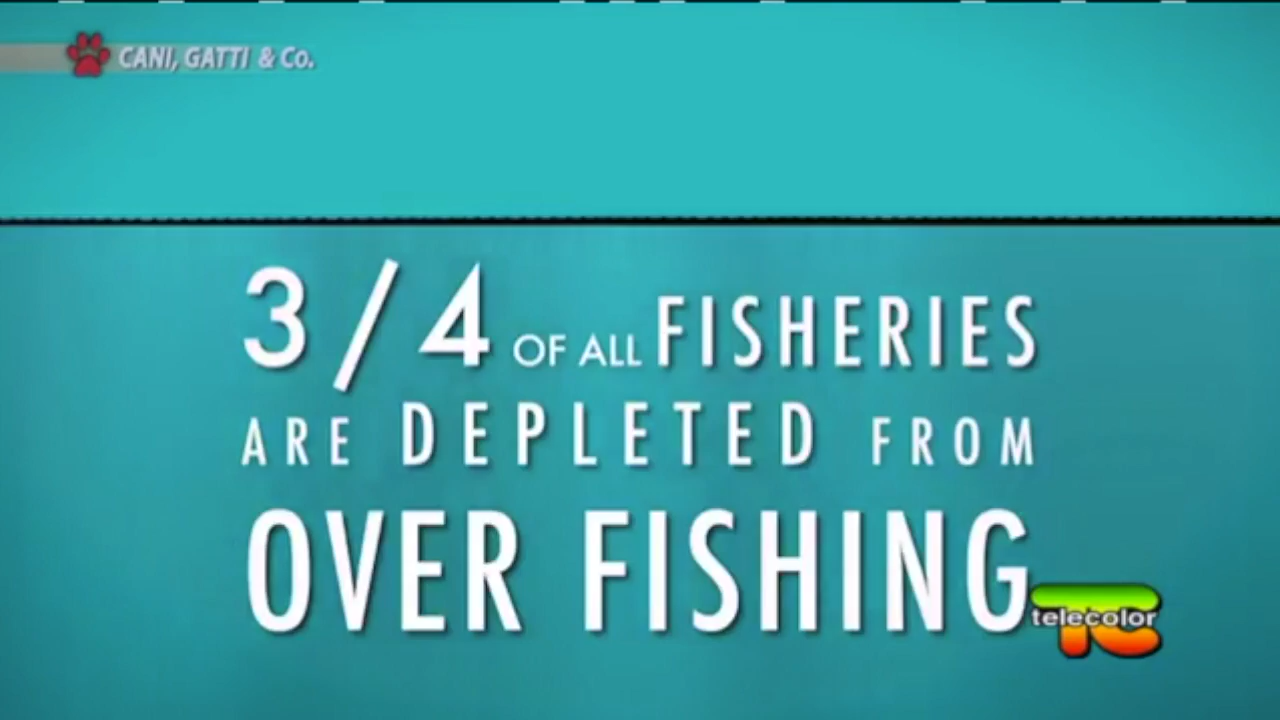 CANI, GATTI & Co.
3/4 OF ALL FISHERIES
ARE DEPLETED FROM
OVER FISHING
telecolor